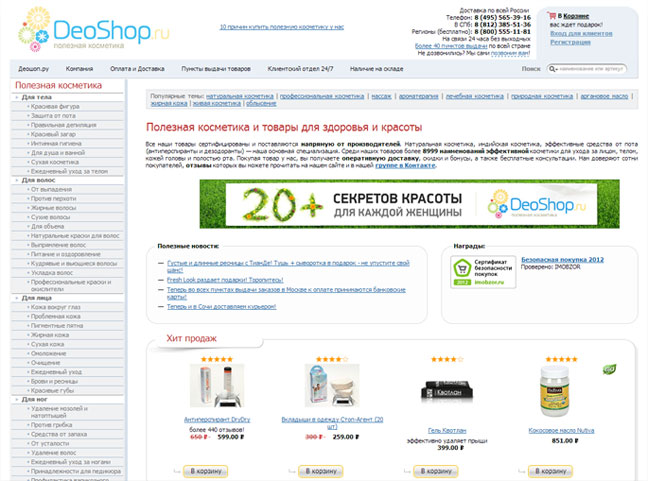 DeoShop.ru
полезная косметика
10 причин купить полезную косметику у нас
Доставка по всей России
Телефон: 8 (495) 565-39-16
В СПб: 8 (812) 385-51-36
Регионы (бесплатно): 8 (800) 555-11-81
На связи 24 часа без выходных
Более 40 пунктов выдачи по всей стране
Не дозвонились? Мы сами позвоним вам!
В Корзине
вас ждет подарок!
Вход для клиентов
Регистрация
Деошоп.ру Компания Оплата и Доставка Пункты выдачи товаров Клиентский отдел 24/7 Наличие на складе Поиск наименование или артикул
Полезная косметика
Для тела
Красивая фигура
Защита от пота
Правильная депиляция
Красивый загар
Интимная гигиена
Для душа и ванной
Сухая косметика
Ежедневный уход за телом
Для волос
От выпадения
Против перхоти
Жирные волосы
Сухие волосы
Для объема
Натуральные краски для волос
Выпрямление волос
Питание и оздоровление
Кудрявые и вьющиеся волосы
Укладка волос
Профессиональные краски и
окислители
Для лица
Кожа вокруг глаз
Проблемная кожа
Пигментные пятна
Жирная кожа
Сухая кожа
Омоложение
Очищение
Ежедневный уход
Брови и ресницы
Красивые губы
Для ног
Удаление мозолей и
натоптышей
Против грибка
Средства от запаха
От усталости
Удаление волос
Ежедневный уход за ногами
Принадлежности для педикюра
Профилактика варикозного
Популярные темы: натуральная косметика | профессиональная косметика | массаж | ароматерапия | лечебная косметика | природная косметика | аргановое масло |
жирная кожа | живая косметика | облысение
Полезная косметика и товары для здоровья и красоты
Все наши товары сертифицированы и поставляются напрямую от производителей. Натуральная косметика, индийская косметика, эффективные средства от пота
(антиперспиранты и дезодоранты) — наша основная специализация. Среди наших товаров более 8999 наименований эффективной косметики для ухода за лицом, телом,
кожей головы и полостью рта. Покупая товар у нас, вы получаете оперативную доставку, скидки и бонусы, а также бесплатные консультации. Нам доверяют сотни
покупателей, отзывы которых вы можете прочитать на нашем сайте и в нашей группе в Контакте.
20+ СЕКРЕТОВ КРАСОТЫ
ДЛЯ КАЖДОЙ ЖЕНЩИНЫ
DeoShop.ru
полезная косметика
Полезные новости:
— Густые и длинные ресницы с ТианДе! Тушь + сыворотка в подарок - не упустите свой
шанс!
— Fresh Look раздает подарки! Торопитесь!
— Теперь во всех пунктах выдачи заказов в Москве к оплате принимаются банковские
карты!
— Теперь и в Сочи доставляем курьером!
Награды:
Сертификат
безопасности
покупок
2012 imobzor.ru
Безопасная покупка 2012
Проверено: IMOBZOR
Хит продаж
Антиперспирант DryDry
более 440 отзывов!
650 ₽ 599.00 ₽
В корзину
Вкладыши в одежду Стоп-Агент (20
шт)
300 ₽ 259.00 ₽
В корзину
Кватлан
Гель Кватлан
эффективно удаляет прыщи
399.00 ₽
В корзину
Nutiva
Кокосовое масло Nutiva
851.00 ₽
В корзину